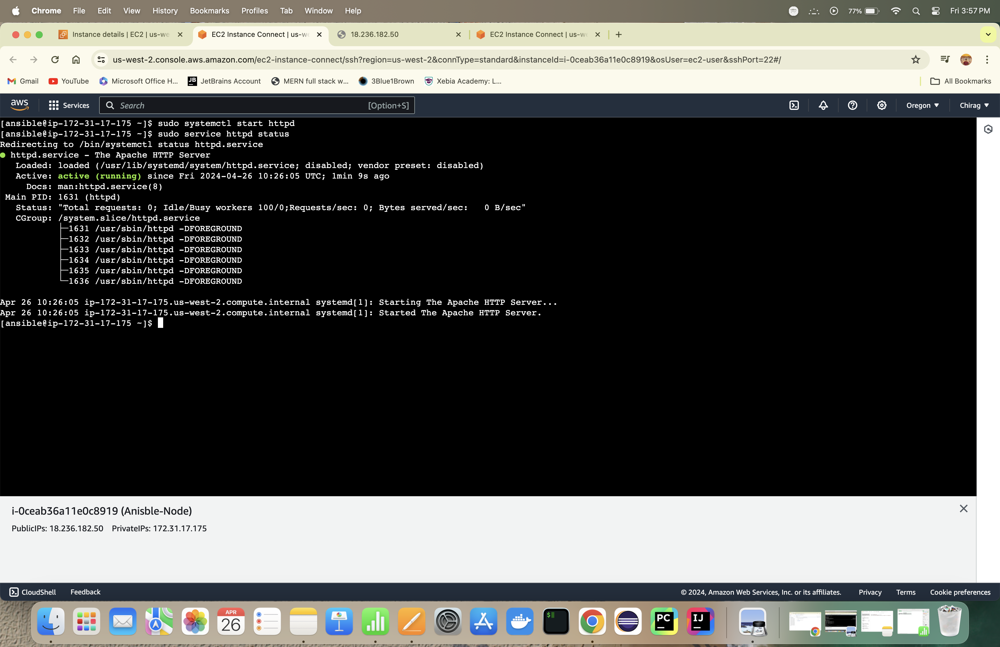 Chrome File Edit View History Bookmarks Profiles Tab Window Help 77% Fri 3:57 PM
Instance details | EC2 | us-we EC2 Instance Connect | us-we 18.236.182.50 EC2 Instance Connect | us-we
us-west-2.console.aws.amazon.com/ec2-instance-connect/ssh?region=us-west-2&connType=standard&instanceId=i-0ceab36a11e0c8919&osUser=ec2-user&sshPort=22#/
Gmail YouTube Microsoft Office H... JB JetBrains Account MERN full stack w... 3Blue1Brown Xebia Academy: L... All Bookmarks
aws Services Search [Option+S] Oregon Chirag
[ansible@ip-172-31-17-175 ~]$ sudo systemctl start httpd
[ansible@ip-172-31-17-175 ~]$ sudo service httpd status
Redirecting to /bin/systemctl status httpd.service
● httpd.service - The Apache HTTP Server
Loaded: loaded (/usr/lib/systemd/system/httpd.service; disabled; vendor preset: disabled)
Active: active (running) since Fri 2024-04-26 10:26:05 UTC; 1min 9s ago
Docs: man:httpd.service(8)
Main PID: 1631 (httpd)
Status: "Total requests: 0; Idle/Busy workers 100/0;Requests/sec: 0; Bytes served/sec:   0 B/sec"
CGroup: /system.slice/httpd.service
├─1631 /usr/sbin/httpd -DFOREGROUND
├─1632 /usr/sbin/httpd -DFOREGROUND
├─1633 /usr/sbin/httpd -DFOREGROUND
├─1634 /usr/sbin/httpd -DFOREGROUND
├─1635 /usr/sbin/httpd -DFOREGROUND
└─1636 /usr/sbin/httpd -DFOREGROUND
Apr 26 10:26:05 ip-172-31-17-175.us-west-2.compute.internal systemd[1]: Starting The Apache HTTP Server...
Apr 26 10:26:05 ip-172-31-17-175.us-west-2.compute.internal systemd[1]: Started The Apache HTTP Server.
[ansible@ip-172-31-17-175 ~]$
i-0ceab36a11e0c8919 (Anisble-Node)
PublicIPs: 18.236.182.50 PrivateIPs: 172.31.17.175
CloudShell Feedback © 2024, Amazon Web Services, Inc. or its affiliates. Privacy Terms Cookie preferences
APR
26
$
PC
IJ